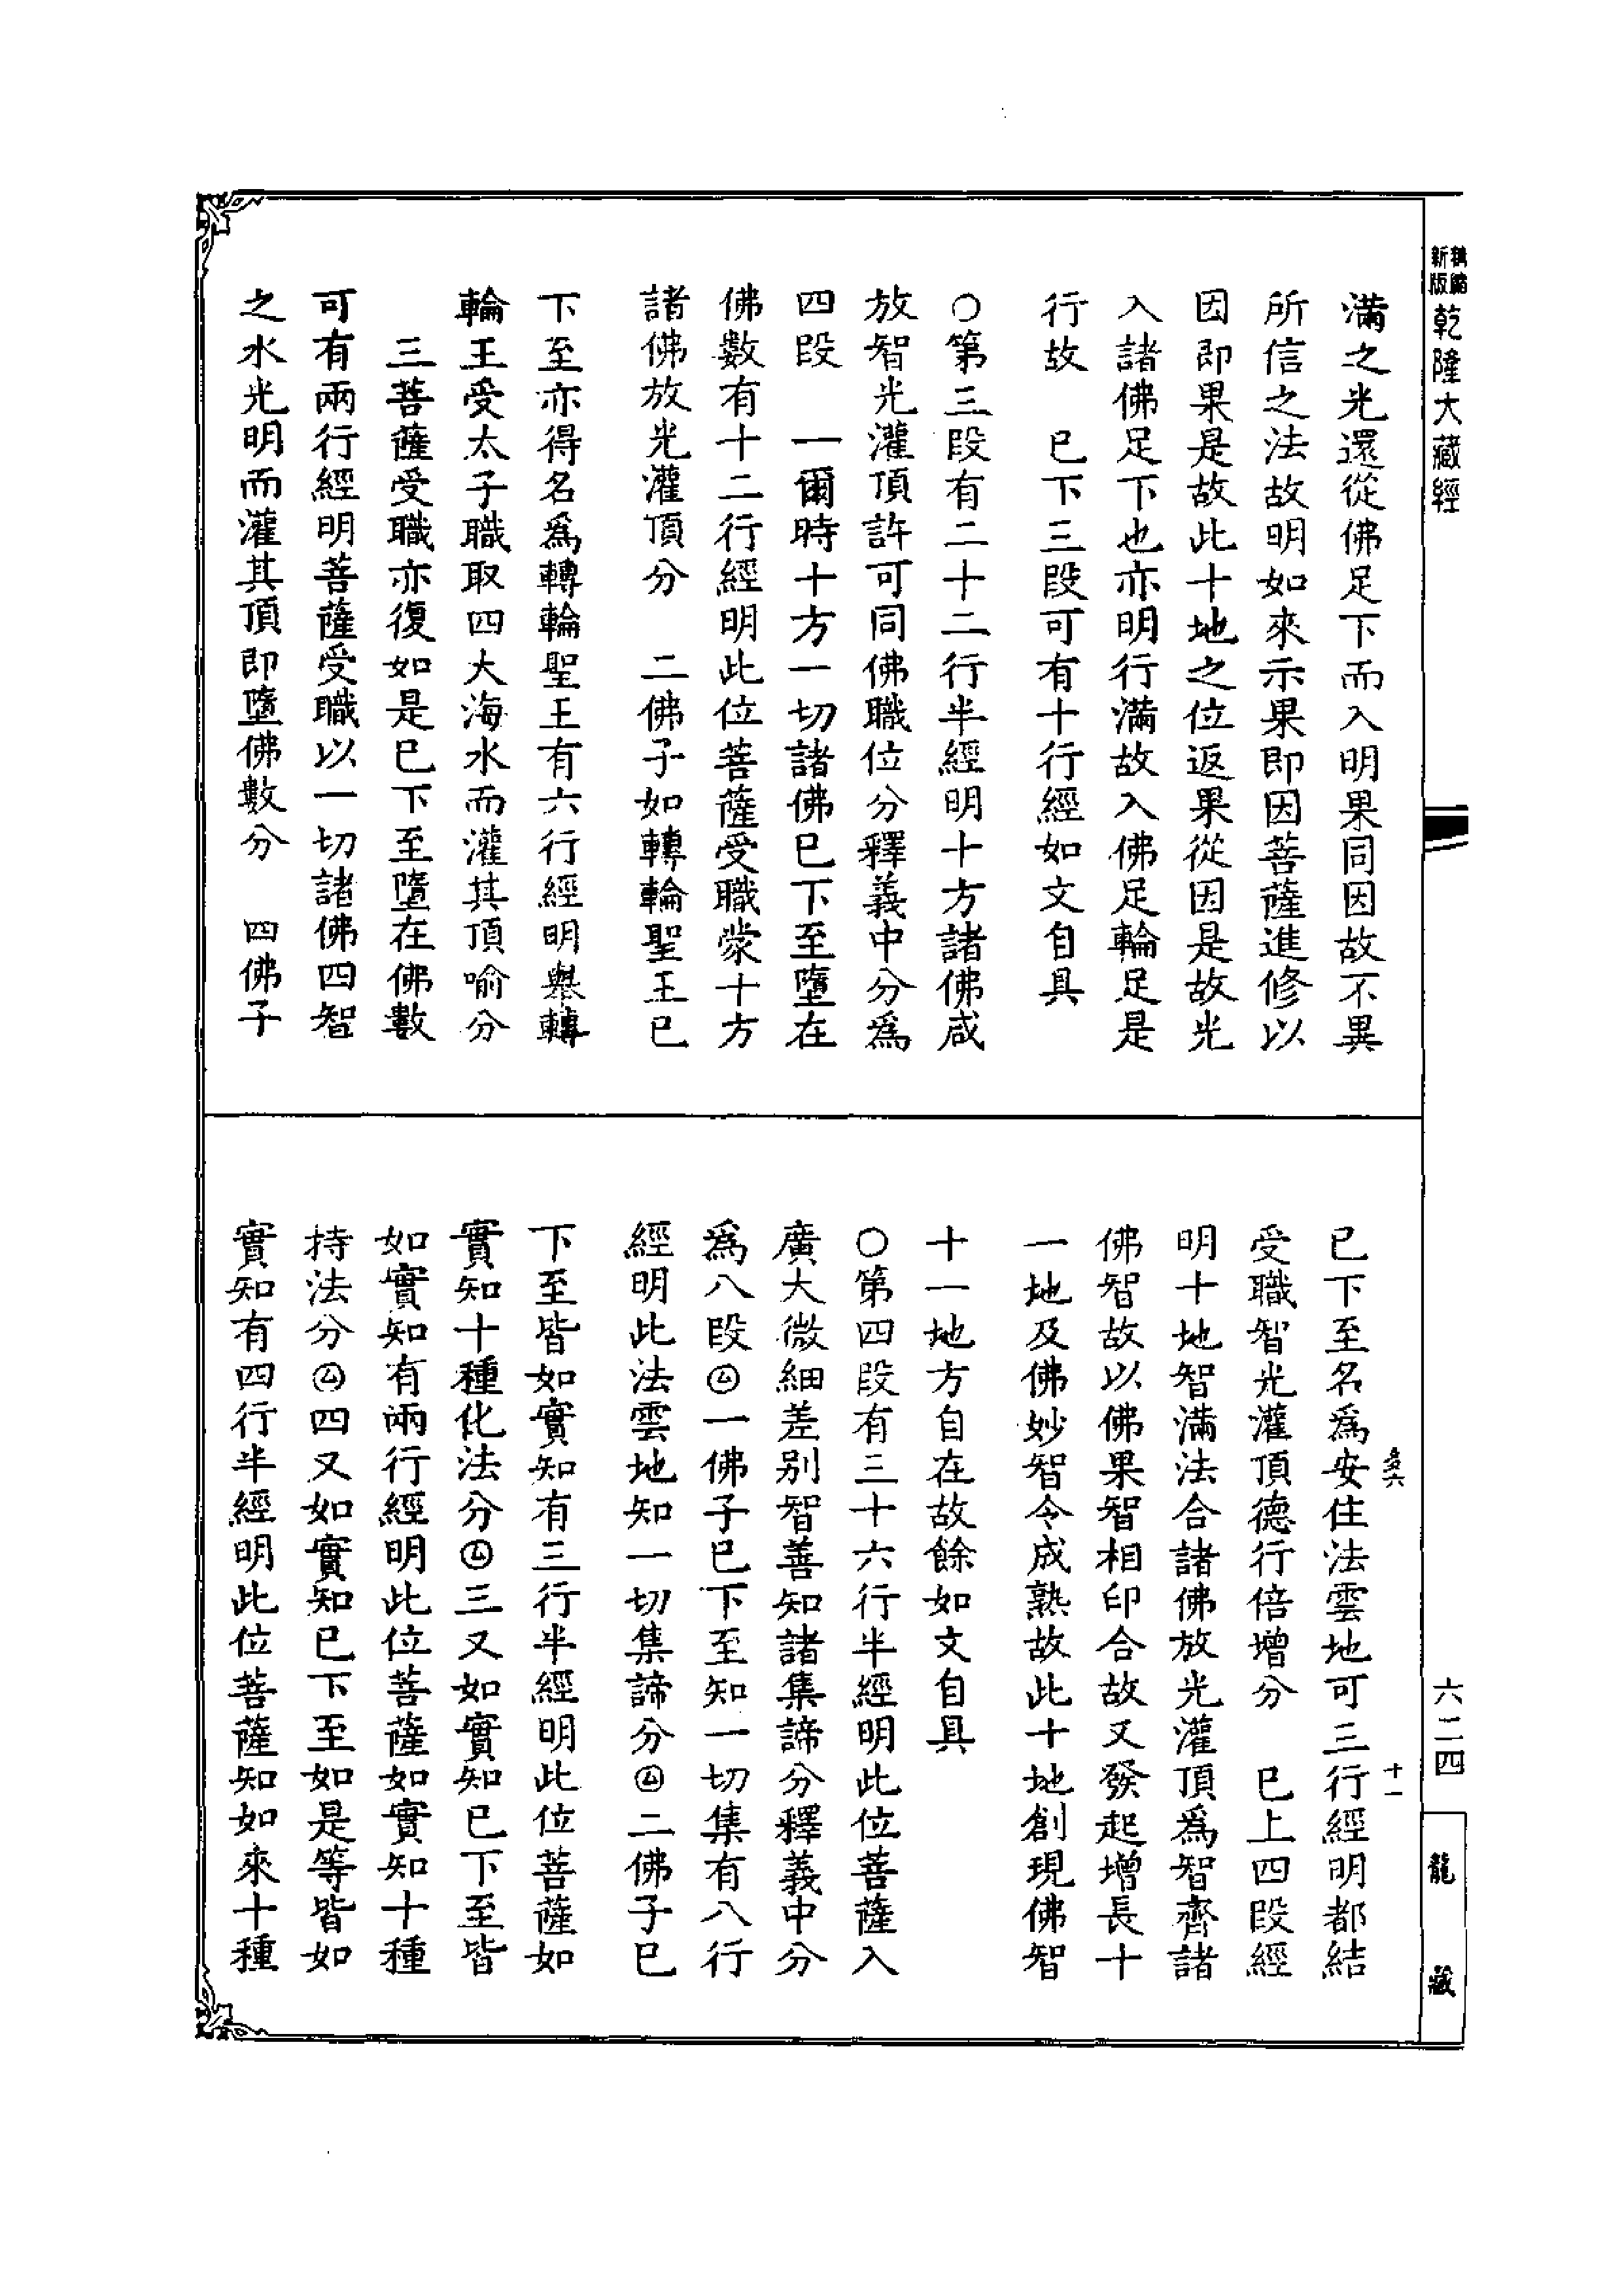 新版
乾隆大藏經
滿之光還從佛足下而入明果同因故不異
所信之法故明如來示果即因菩薩進修以
因即果是故此十地之位返果從因是故光
入諸佛足下也亦明行滿故入佛足輪足是
行故　已下三段可有十行經如文自具
○第三段有二十二行半經明十方諸佛咸
放智光灌頂許可同佛職位分釋義中分爲
四段　一爾時十方一切諸佛已下至墮在
佛數有十二行經明此位菩薩受職蒙十方
諸佛放光灌頂分　二佛子如轉輪聖王已
下至亦得名爲轉輪聖王有六行經明舉轉
輪王受太子職取四大海水而灌其頂喻分
三菩薩受職亦復如是已下至墮在佛數
可有兩行經明菩薩受職以一切諸佛四智
之水光明而灌其頂即墮佛數分　四佛子
已下至名爲安住法雲地可三行經明都結
受職智光灌頂德行倍增分　已上四段經
明十地智滿法合諸佛放光灌頂爲智齊諸
佛智故以佛果智相印合故又發起增長十
一地及佛妙智令成熟故此十地創現佛智
十一地方自在故餘如文自具
○第四段有三十六行半經明此位菩薩入
廣大微細差别智善知諸集諦分釋義中分
爲八段㊁一佛子已下至知一切集有八行
經明此法雲地知一切集諦分㊁二佛子已
下至皆如實知有三行半經明此位菩薩如
實知十種化法分㊁三又如實知已下至皆
如實知有兩行經明此位菩薩如實知十種
持法分㊁四又如實知已下至如是等皆如
實知有四行半經明此位菩薩知如來十種
十一
六二四
龍藏